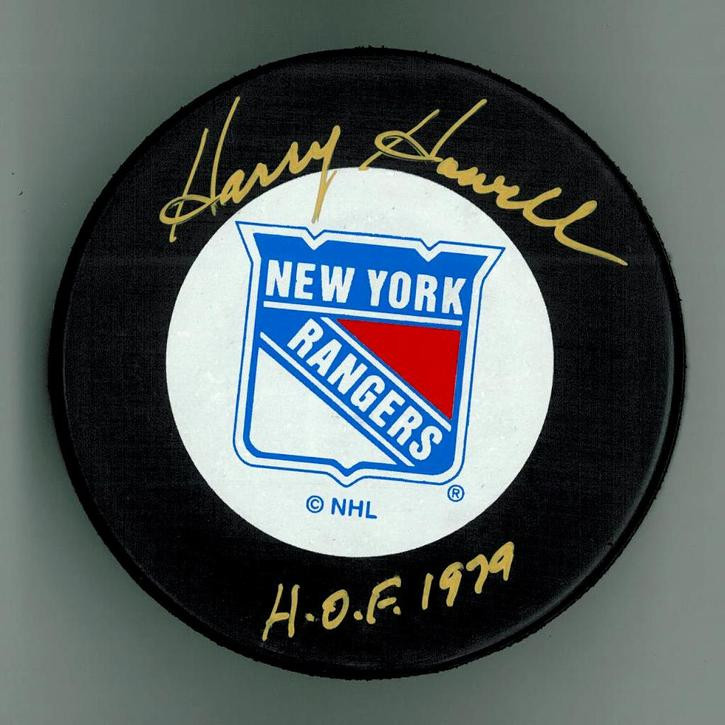 Harry Howell
NEW YORK
RANGERS
®
© NHL
H.O.F. 1979